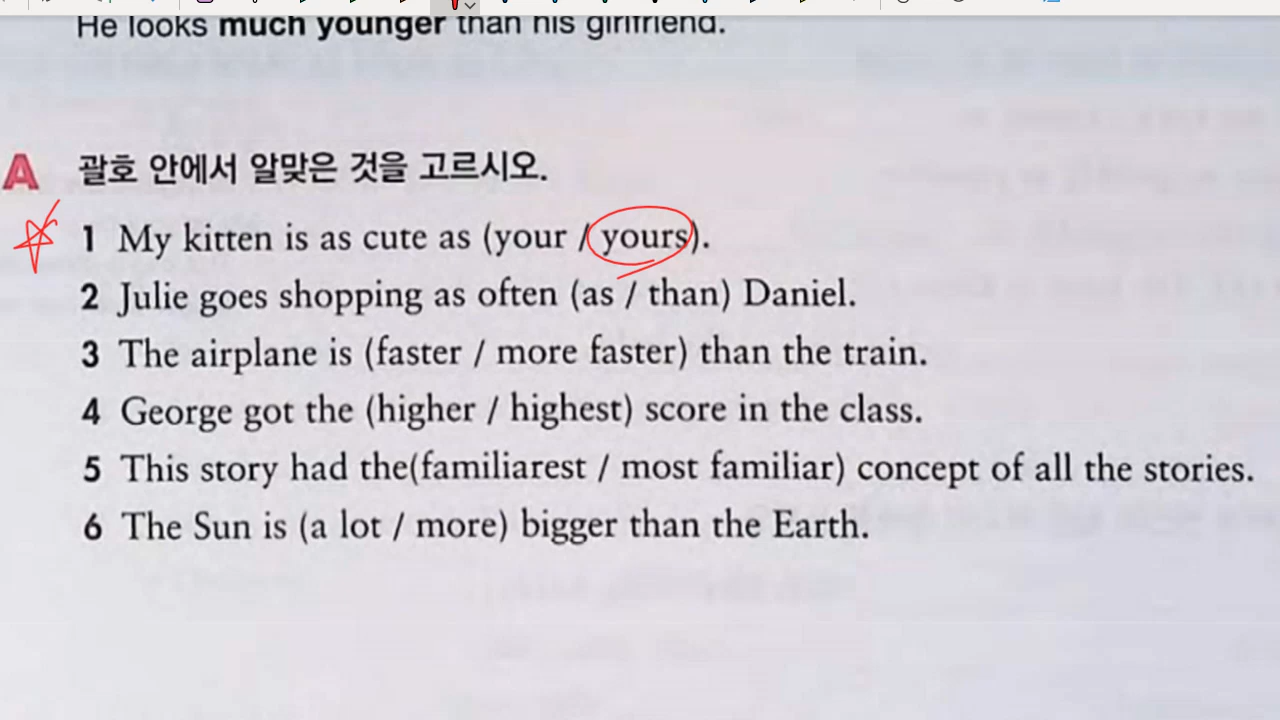 He looks much younger than his girlfriend.
A 괄호 안에서 알맞은 것을 고르시오.
1 My kitten is as cute as (your / yours).
2 Julie goes shopping as often (as / than) Daniel.
3 The airplane is (faster / more faster) than the train.
4 George got the (higher / highest) score in the class.
5 This story had the(familiarest / most familiar) concept of all the stories.
6 The Sun is (a lot / more) bigger than the Earth.